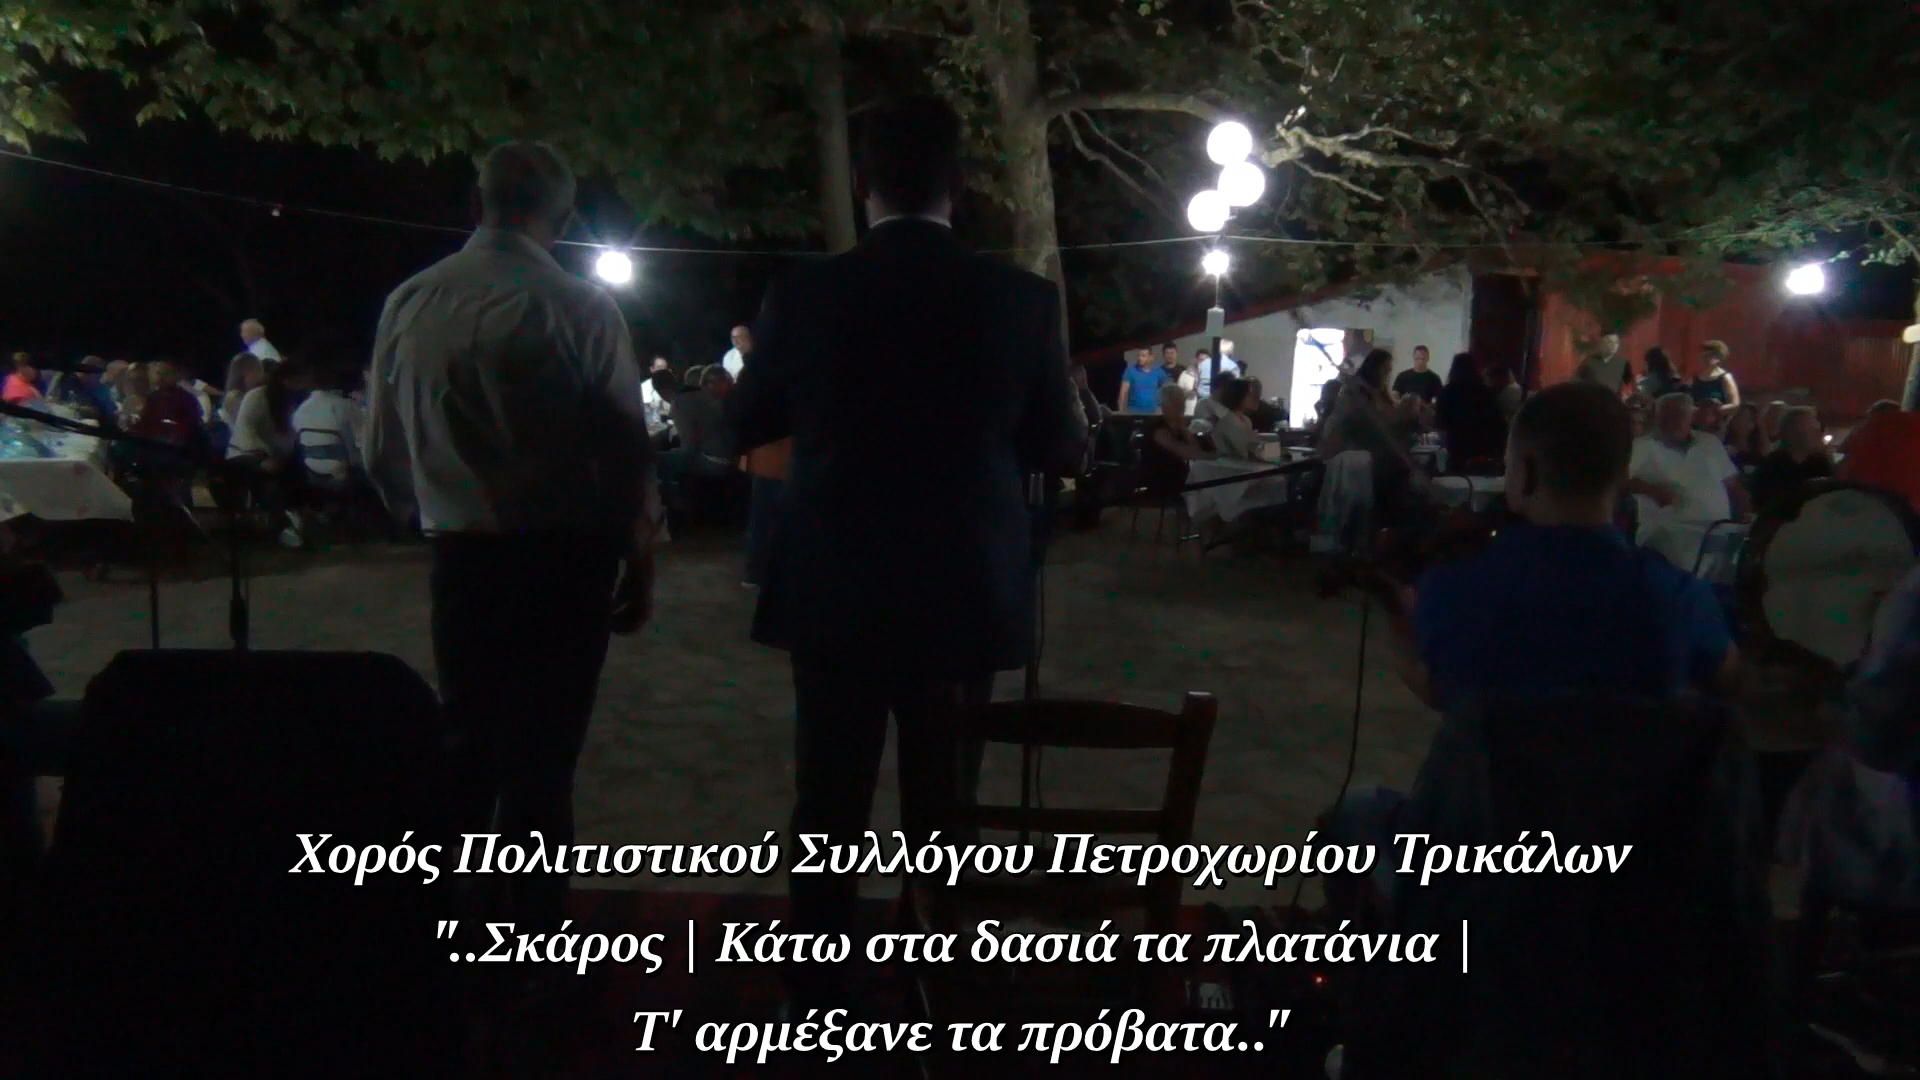 Χορός Πολιτιστικού Συλλόγου Πετροχωρίου Τρικάλων
"..Σκάρος | Κάτω στα δασιά τα πλατάνια |
Τ' αρμέξανε τα πρόβατα.."